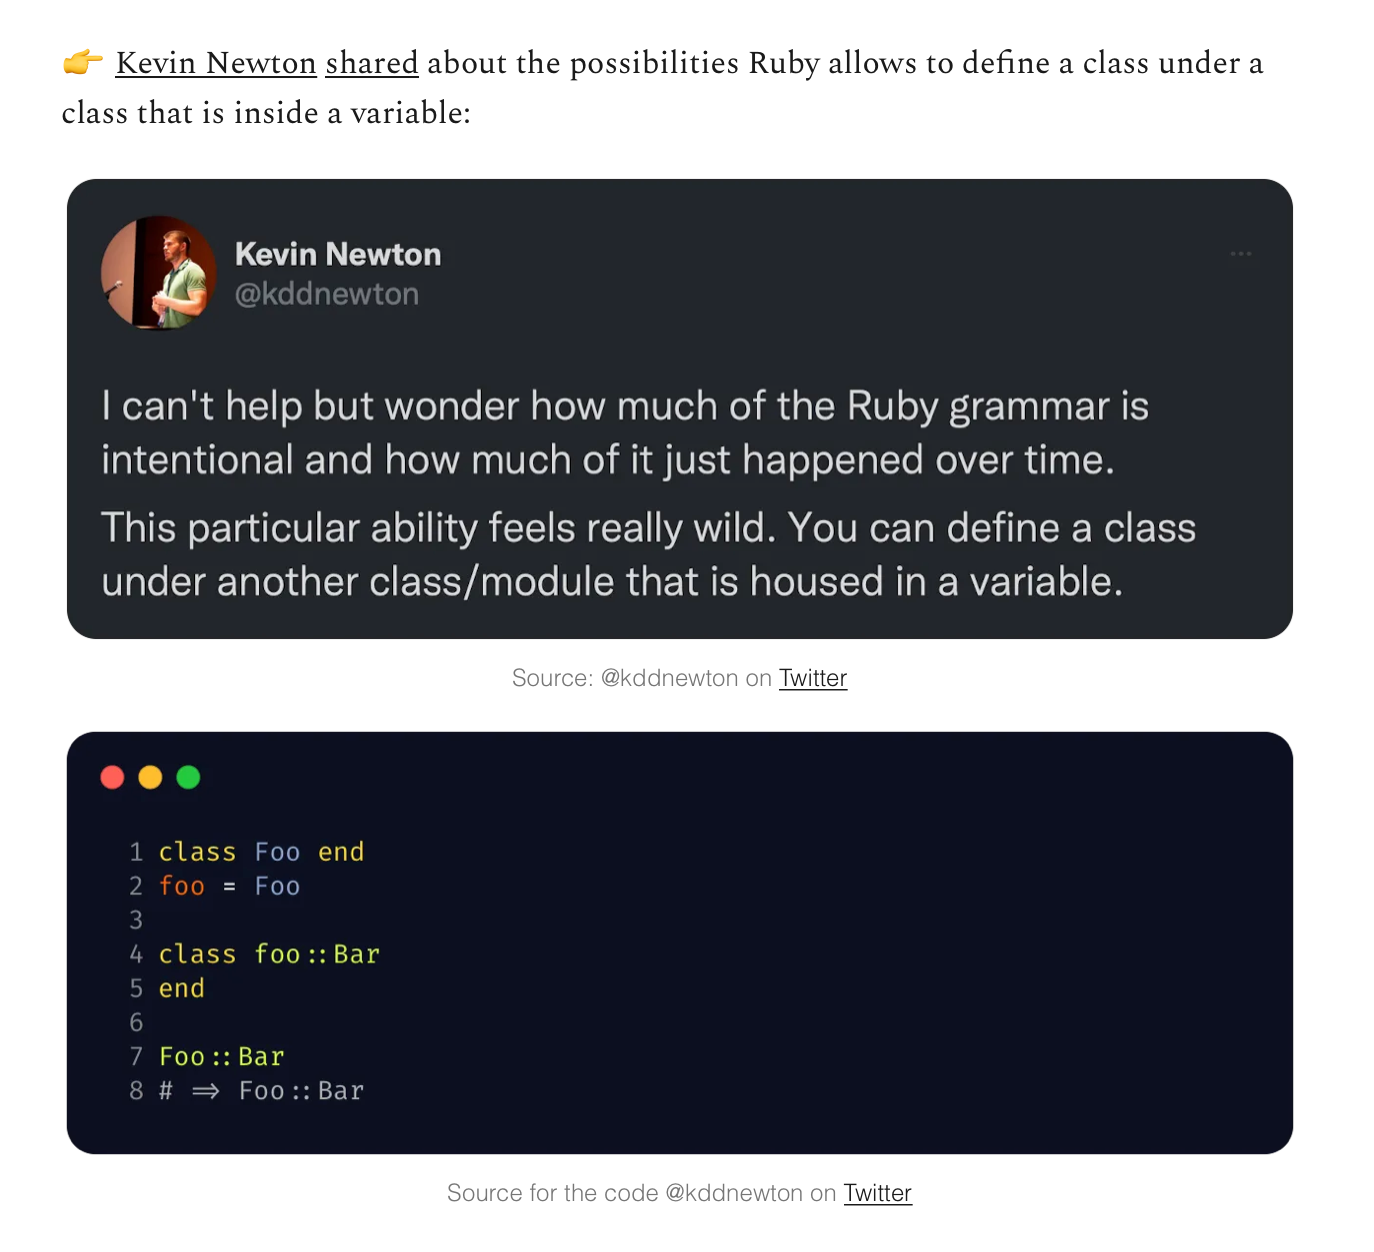 👉 Kevin Newton shared about the possibilities Ruby allows to define a class under a
class that is inside a variable:
Kevin Newton
@kddnewton
...
I can't help but wonder how much of the Ruby grammar is
intentional and how much of it just happened over time.
This particular ability feels really wild. You can define a class
under another class/module that is housed in a variable.
Source: @kddnewton on Twitter
1 class Foo end
2 foo = Foo
3
4 class foo::Bar
5 end
6
7 Foo::Bar
8 # => Foo::Bar
Source for the code @kddnewton on Twitter